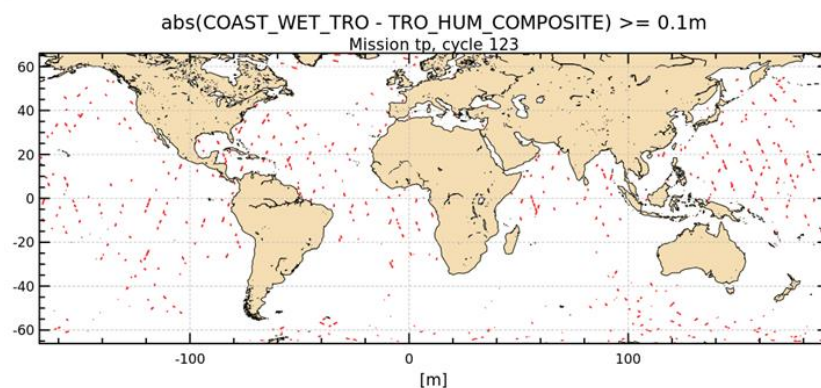 abs(COAST_WET_TRO - TRO_HUM_COMPOSITE) >= 0.1m
Mission tp, cycle 123
60
40
20
0
-20
-40
-60
-100 0 100
[m]